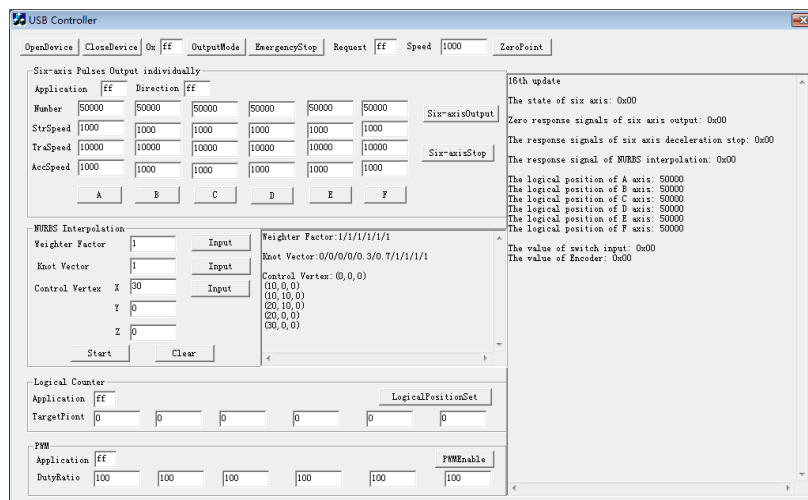 USB Controller
OpenDevice CloseDevice 0x ff OutputMode EmergencyStop Request ff Speed 1000 ZeroPoint
Six-axis Pulses Output individually
Application ff Direction ff
Number 50000 50000 50000 50000 50000 50000 Six-axisOutput
StrSpeed 1000 1000 1000 1000 1000 1000
TraSpeed 10000 10000 10000 10000 10000 10000 Six-axisStop
AccSpeed 1000 1000 1000 1000 1000 1000
A B C D E F
NURBS Interpolation
Weighter Factor 1 Input
Knot Vector 1 Input
Control Vertex X 30 Input
Y 0
Z 0
Start Clear
Weighter Factor:1/1/1/1/1/1
Knot Vector:0/0/0/0/0.3/0.7/1/1/1/1
Control Vertex:(0,0,0)
(10,0,0)
(10,10,0)
(20,10,0)
(20,0,0)
(30,0,0)
Logical Counter
Application ff LogicalPositionSet
TargetPiont 0 0 0 0 0 0
PWM
Application ff PWMEnable
DutyRatio 100 100 100 100 100 100
16th update
The state of six axis: 0x00
Zero response signals of six axis output: 0x00
The response signals of six axis deceleration stop: 0x00
The response signal of NURBS interpolation: 0x00
The logical position of A axis: 50000
The logical position of B axis: 50000
The logical position of C axis: 50000
The logical position of D axis: 50000
The logical position of E axis: 50000
The logical position of F axis: 50000
The value of switch input: 0x00
The value of Encoder: 0x00